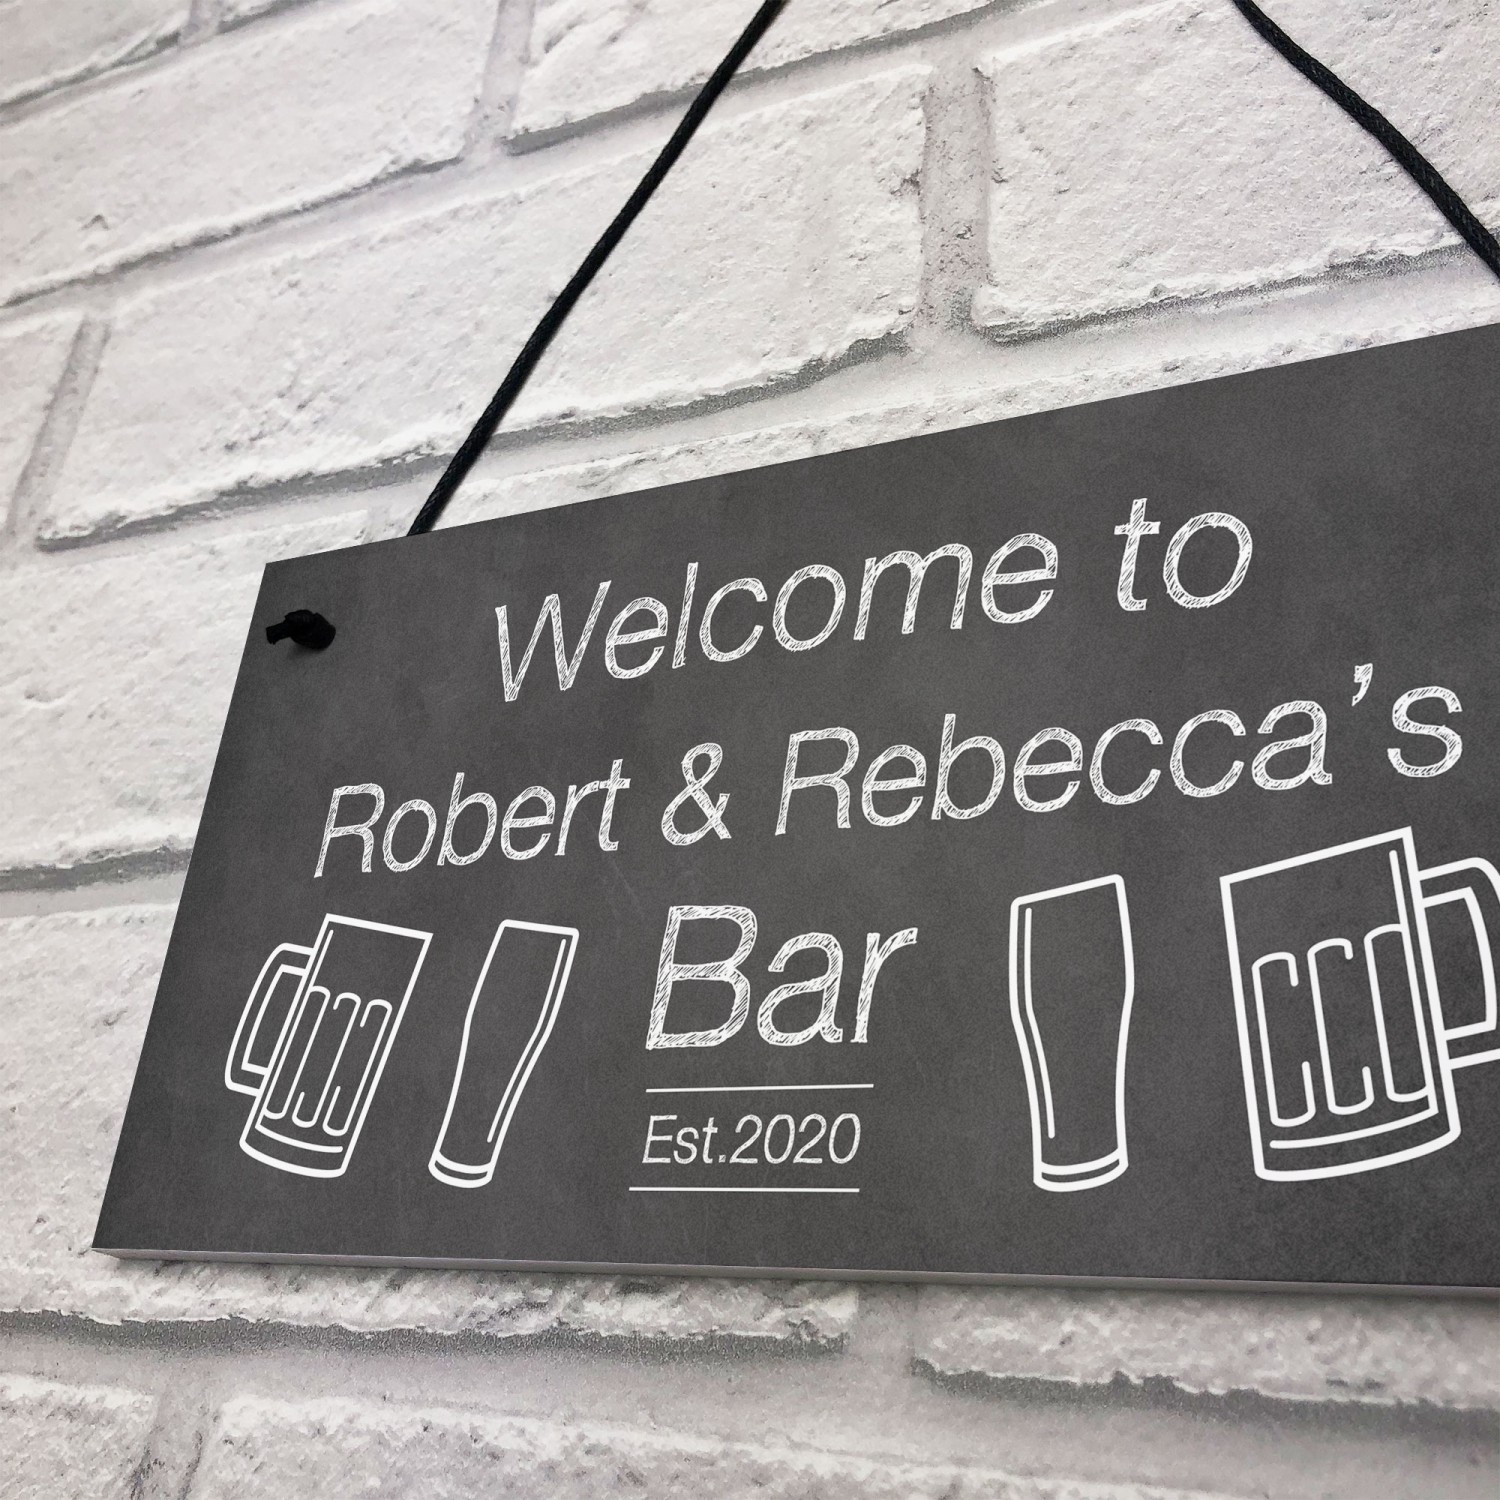 Welcome to
Robert & Rebecca's
Bar
Est.2020